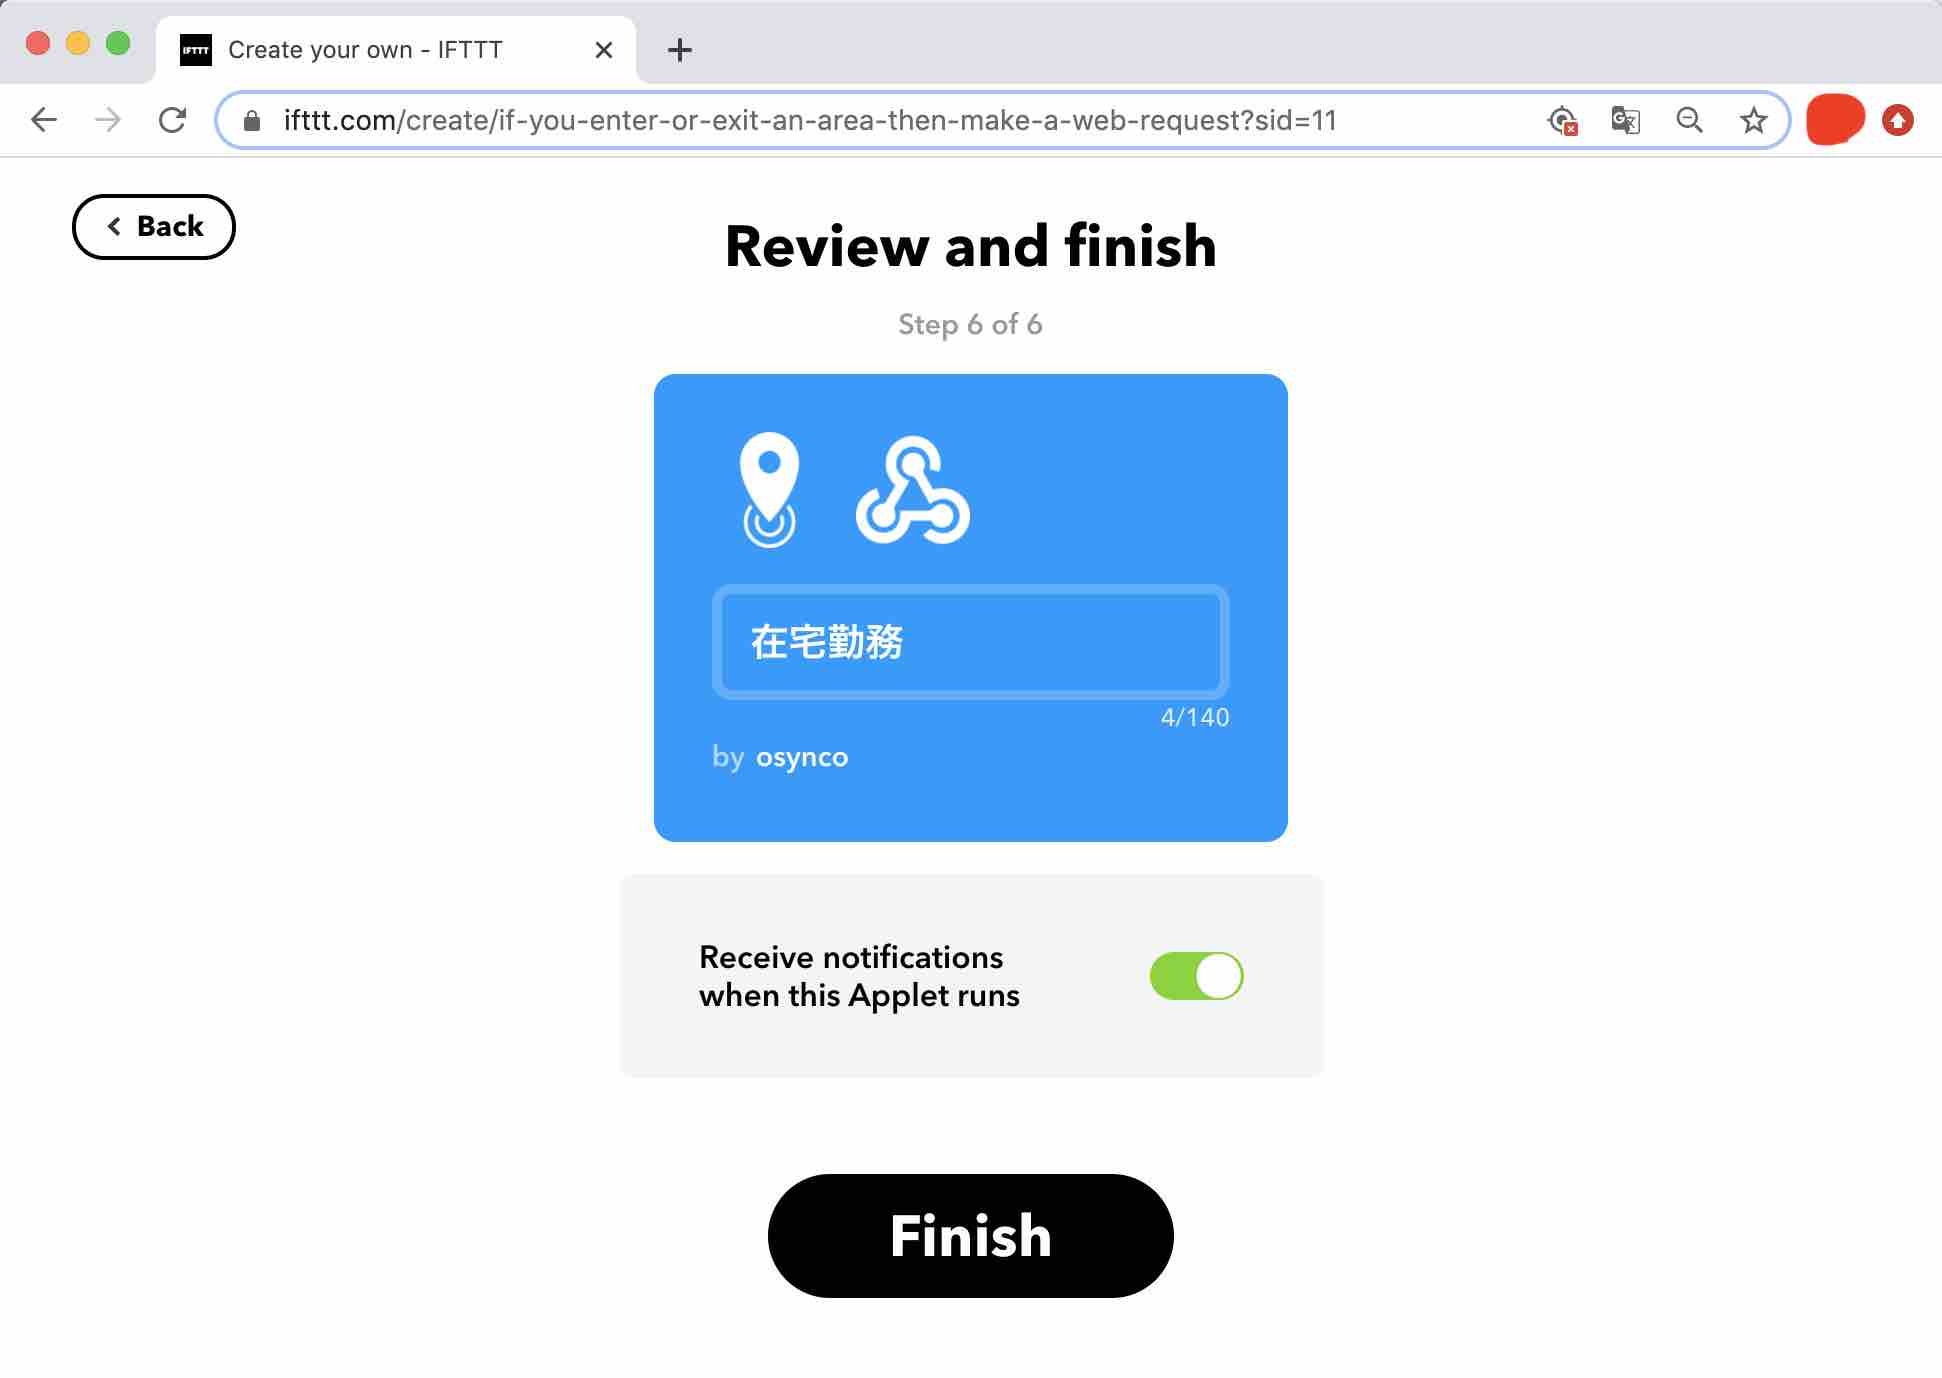 IFTTT
Create your own - IFTTT
ifttt.com/create/if-you-enter-or-exit-an-area-then-make-a-web-request?sid=11
Back
Review and finish
Step 6 of 6
在宅勤務
4/140
by osynco
Receive notifications
when this Applet runs
Finish